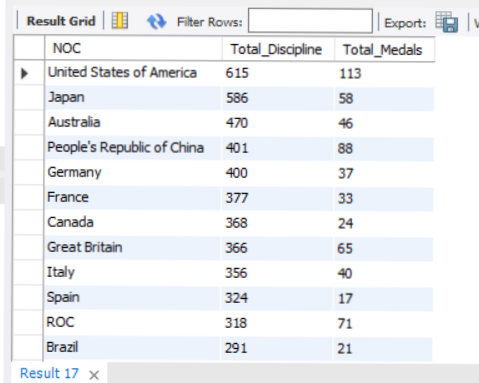 Result Grid Filter Rows: Export:
NOC Total_Discipline Total_Medals
United States of America 615 113
Japan 586 58
Australia 470 46
People's Republic of China 401 88
Germany 400 37
France 377 33
Canada 368 24
Great Britain 366 65
Italy 356 40
Spain 324 17
ROC 318 71
Brazil 291 21
Result 17